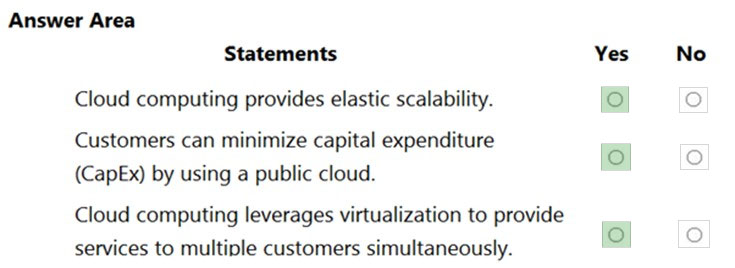 Answer Area
Statements Yes No
Cloud computing provides elastic scalability.
Customers can minimize capital expenditure
(CapEx) by using a public cloud.
Cloud computing leverages virtualization to provide
services to multiple customers simultaneously.